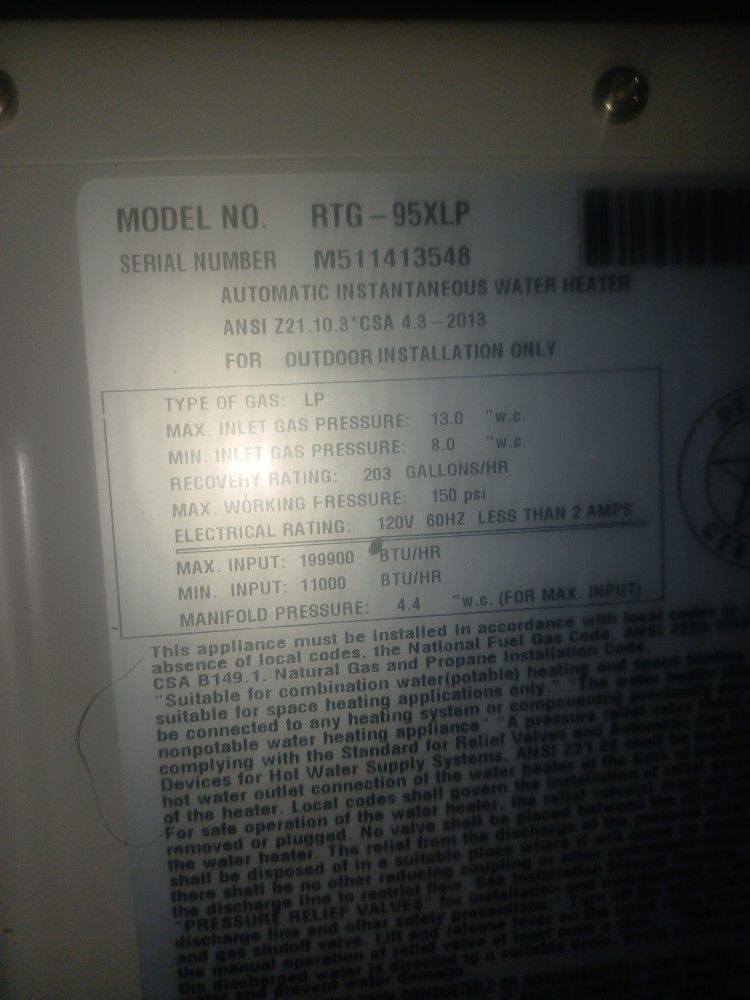 MODEL NO. RTG-95XLP
SERIAL NUMBER M511413548
AUTOMATIC INSTANTANEOUS WATER HEATER
ANSI Z21.10.3*CSA 4.3-2013
FOR OUTDOOR INSTALLATION ONLY
TYPE OF GAS: LP
MAX. INLET GAS PRESSURE: 13.0 "w.c.
MIN. INLET GAS PRESSURE: 8.0 "w.c.
RECOVERY RATING: 203 GALLONS/HR
MAX. WORKING PRESSURE: 150 psi
ELECTRICAL RATING: 120V 60HZ LESS THAN 2 AMPS
MAX. INPUT: 199900 BTU/HR
MIN. INPUT: 11000 BTU/HR
MANIFOLD PRESSURE: 4.4 "w.c. (FOR MAX. INPUT)
This appliance must be installed in accordance with local codes
absence of local codes, the National Fuel Gas Code, ANSI
CSA B149.1, Natural Gas and Propane Installation Code.
"Suitable for combination water(potable) heating and space
suitable for space heating applications only." "The water
be connected to any heating system or component(s) previously
nonpotable water heating appliance" "A pressure relief valve
complying with the Standard for Relief Valves and Automatic
Devices for Hot Water Supply Systems, ANSI Z21.22 shall
hot water outlet connection of the water heater at the time of
of the heater. Local codes shall govern the installation of relief
For safe operation of the water heater, the relief valve
removed or plugged. No valve shall be placed between the
the water heater. The relief from the discharge of the pressure
shall be disposed of in a suitable place where it will
there shall be no other reducing coupling or other
the discharge line to restrict flow. See installation
"PRESSURE RELIEF VALVES" for installation and
discharge line and other safety precautions. Turn off
and gas shutoff valve. Lift and release lever on the
the manual operation of relief valve at least once a
the discharged water is directed to a suitable drain.
and prevent water damage.